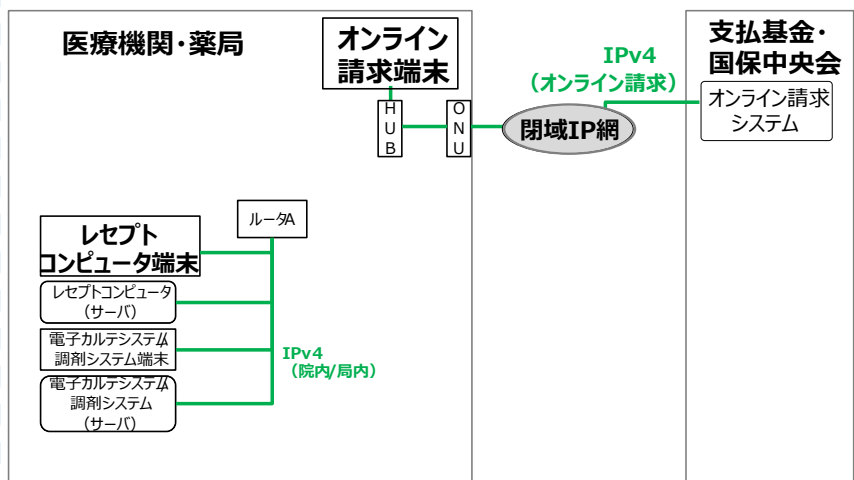 医療機関・薬局
オンライン
請求端末
IPv4
(オンライン請求)
支払基金・
国保中央会
オンライン請求
システム
HUB
ONU
閉域IP網
ルータA
レセプト
コンピュータ端末
レセプトコンピュータ
(サーバ)
電子カルテシステム/
調剤システム端末
電子カルテシステム/
調剤システム
(サーバ)
IPv4
(院内/局内)